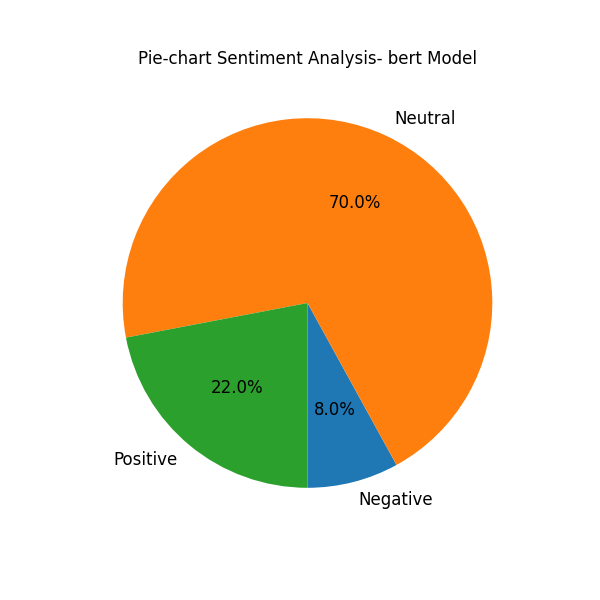 Pie-chart Sentiment Analysis- bert Model
Neutral
70.0%
22.0%
8.0%
Positive
Negative